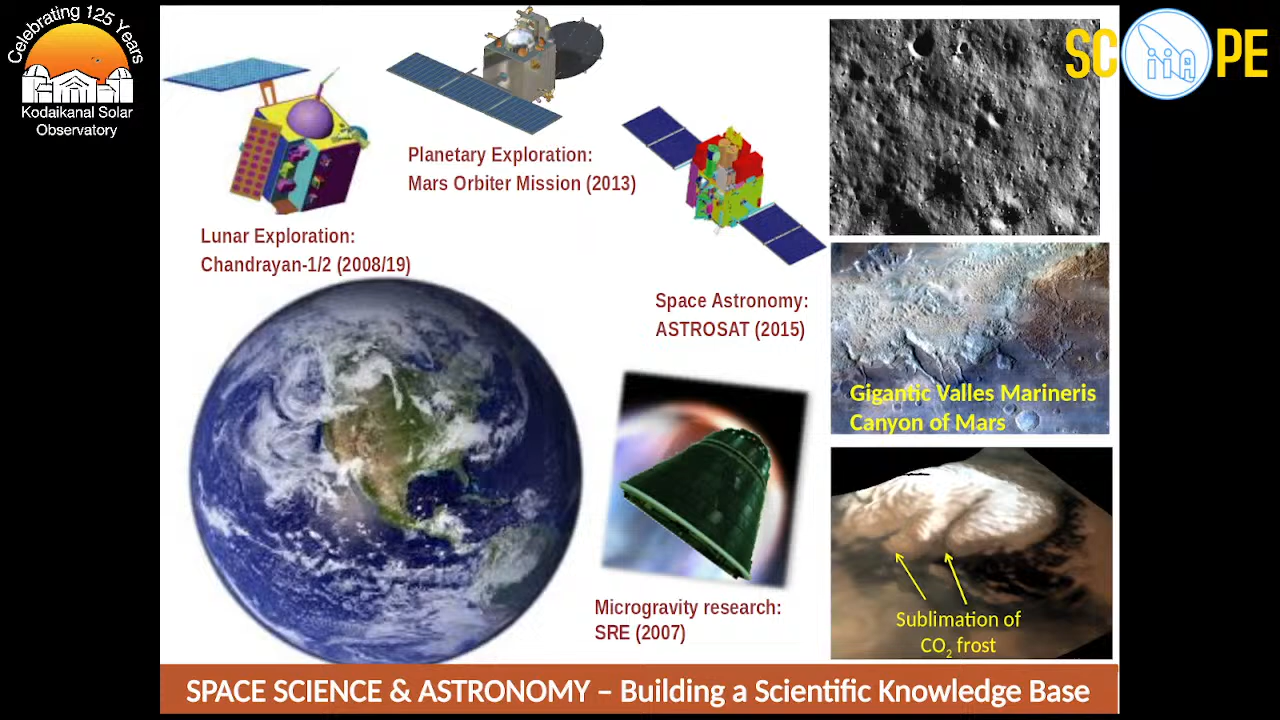 Celebrating 125 Years
Kodaikanal Solar
Observatory
SC iiA PE
Planetary Exploration:
Mars Orbiter Mission (2013)
Lunar Exploration:
Chandrayan-1/2 (2008/19)
Space Astronomy:
ASTROSAT (2015)
Gigantic Valles Marineris
Canyon of Mars
Sublimation of
CO₂ frost
Microgravity research:
SRE (2007)
SPACE SCIENCE & ASTRONOMY – Building a Scientific Knowledge Base